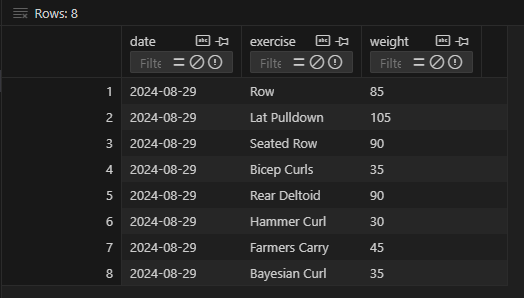 Rows: 8
date abc exercise abc weight abc
Filte Filte Filte
1 2024-08-29 Row 85
2 2024-08-29 Lat Pulldown 105
3 2024-08-29 Seated Row 90
4 2024-08-29 Bicep Curls 35
5 2024-08-29 Rear Deltoid 90
6 2024-08-29 Hammer Curl 30
7 2024-08-29 Farmers Carry 45
8 2024-08-29 Bayesian Curl 35